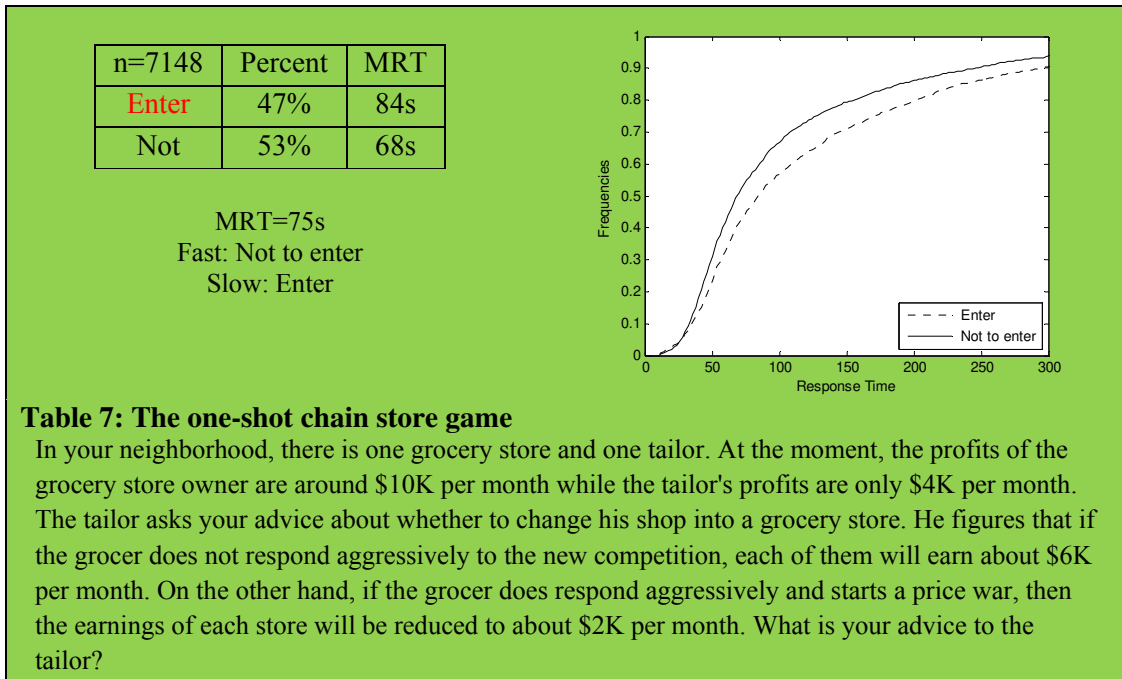 n=7148 Percent MRT
Enter 47% 84s
Not 53% 68s
MRT=75s
Fast: Not to enter
Slow: Enter
1
0.9
0.8
0.7
0.6
0.5
0.4
0.3
0.2
0.1
0
Frequencies
0 50 100 150 200 250 300
Response Time
Enter
Not to enter
Table 7: The one-shot chain store game
In your neighborhood, there is one grocery store and one tailor. At the moment, the profits of the
grocery store owner are around $10K per month while the tailor's profits are only $4K per month.
The tailor asks your advice about whether to change his shop into a grocery store. He figures that if
the grocer does not respond aggressively to the new competition, each of them will earn about $6K
per month. On the other hand, if the grocer does respond aggressively and starts a price war, then
the earnings of each store will be reduced to about $2K per month. What is your advice to the
tailor?